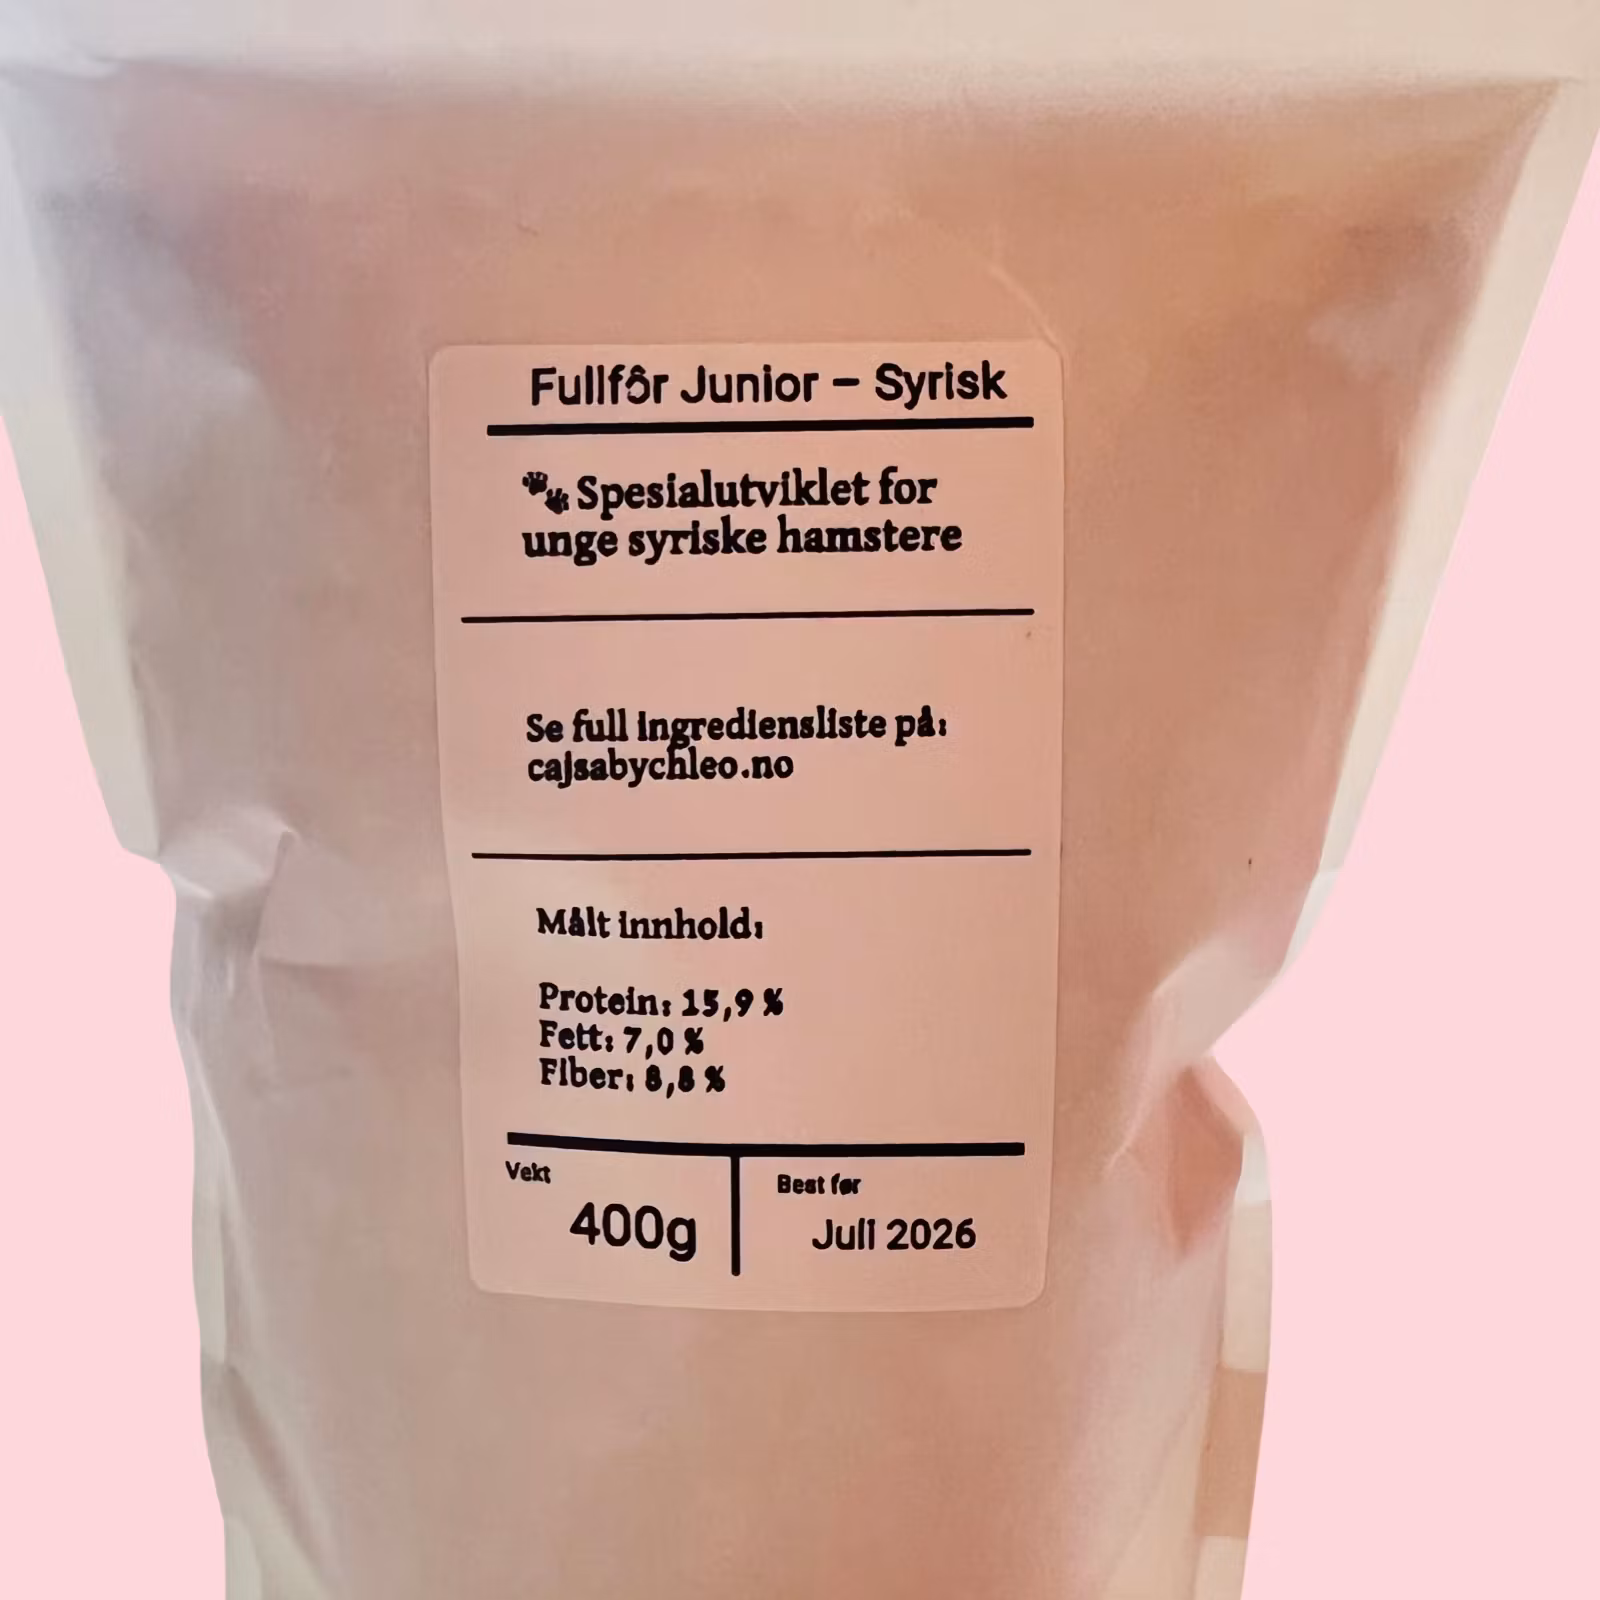 Fullfôr Junior – Syrisk
Spesialutviklet for
unge syriske hamstere
Se full ingrediensliste på:
cajsabychleo.no
Målt innhold:
Protein: 15,9 %
Fett: 7,0 %
Fiber: 8,8 %
Vekt
400g
Best før
Juli 2026